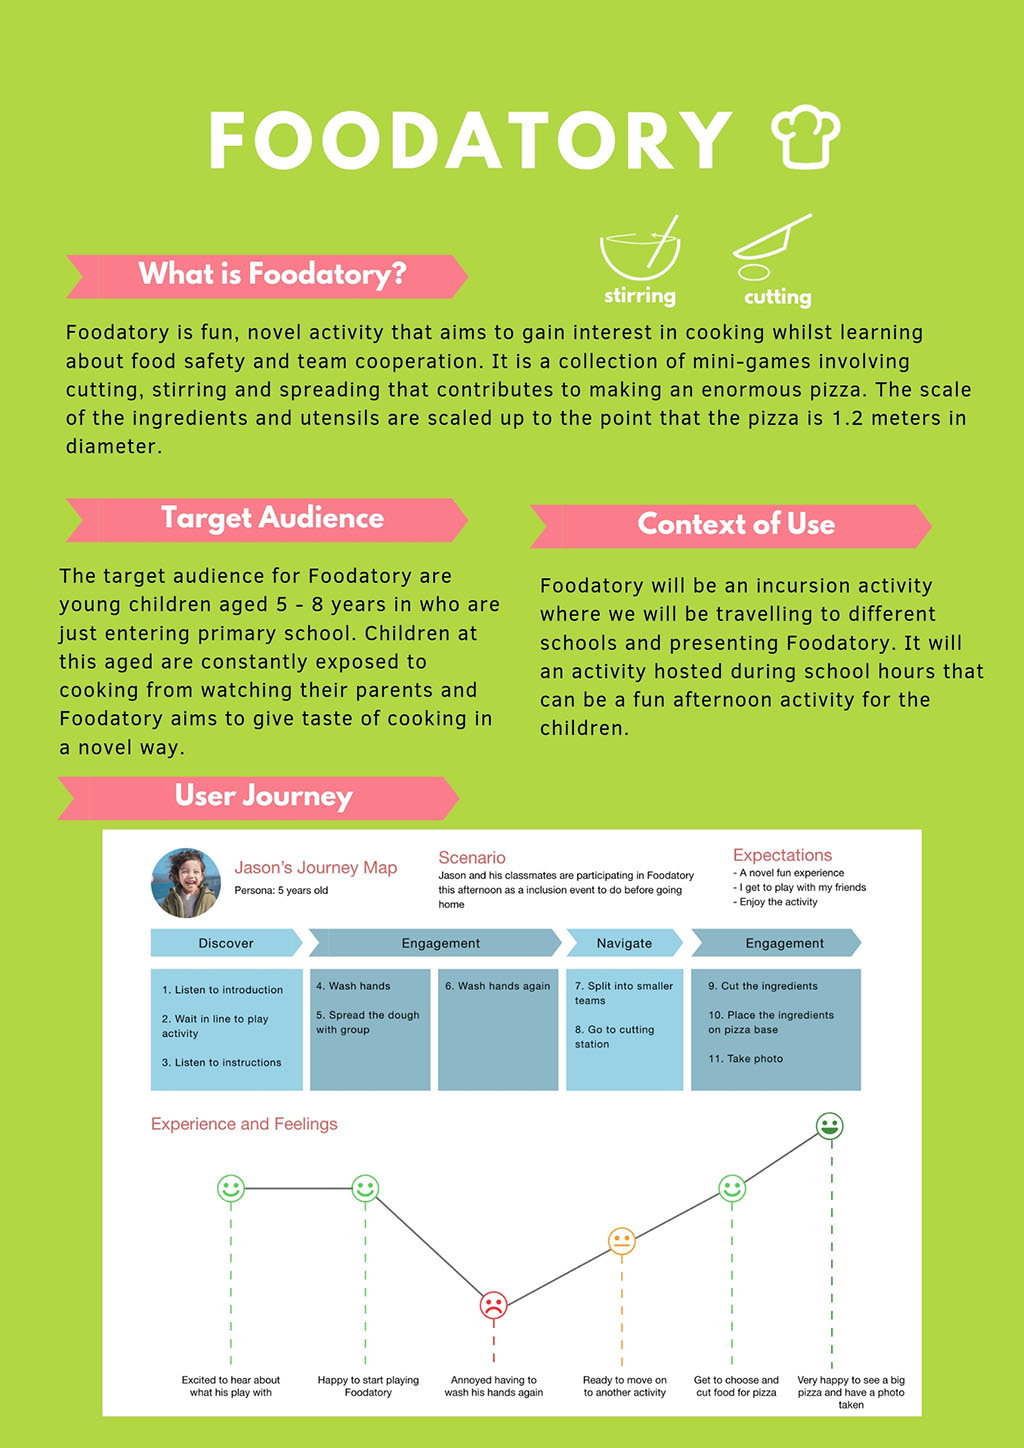 FOODATORY
stirring
cutting
What is Foodatory?
Foodatory is fun, novel activity that aims to gain interest in cooking whilst learning
about food safety and team cooperation. It is a collection of mini-games involving
cutting, stirring and spreading that contributes to making an enormous pizza. The scale
of the ingredients and utensils are scaled up to the point that the pizza is 1.2 meters in
diameter.
Target Audience
The target audience for Foodatory are
young children aged 5 - 8 years in who are
just entering primary school. Children at
this aged are constantly exposed to
cooking from watching their parents and
Foodatory aims to give taste of cooking in
a novel way.
Context of Use
Foodatory will be an incursion activity
where we will be travelling to different
schools and presenting Foodatory. It will
an activity hosted during school hours that
can be a fun afternoon activity for the
children.
User Journey
Jason's Journey Map
Persona: 5 years old
Scenario
Jason and his classmates are participating in Foodatory
this afternoon as a inclusion event to do before going
home
Expectations
- A novel fun experience
- I get to play with my friends
- Enjoy the activity
Discover
Engagement
Navigate
Engagement
1. Listen to introduction
2. Wait in line to play
activity
3. Listen to instructions
4. Wash hands
5. Spread the dough
with group
6. Wash hands again
7. Split into smaller
teams
8. Go to cutting
station
9. Cut the ingredients
10. Place the ingredients
on pizza base
11. Take photo
Experience and Feelings
Excited to hear about
what his play with
Happy to start playing
Foodatory
Annoyed having to
wash his hands again
Ready to move on
to another activity
Get to choose and
cut food for pizza
Very happy to see a big
pizza and have a photo
taken